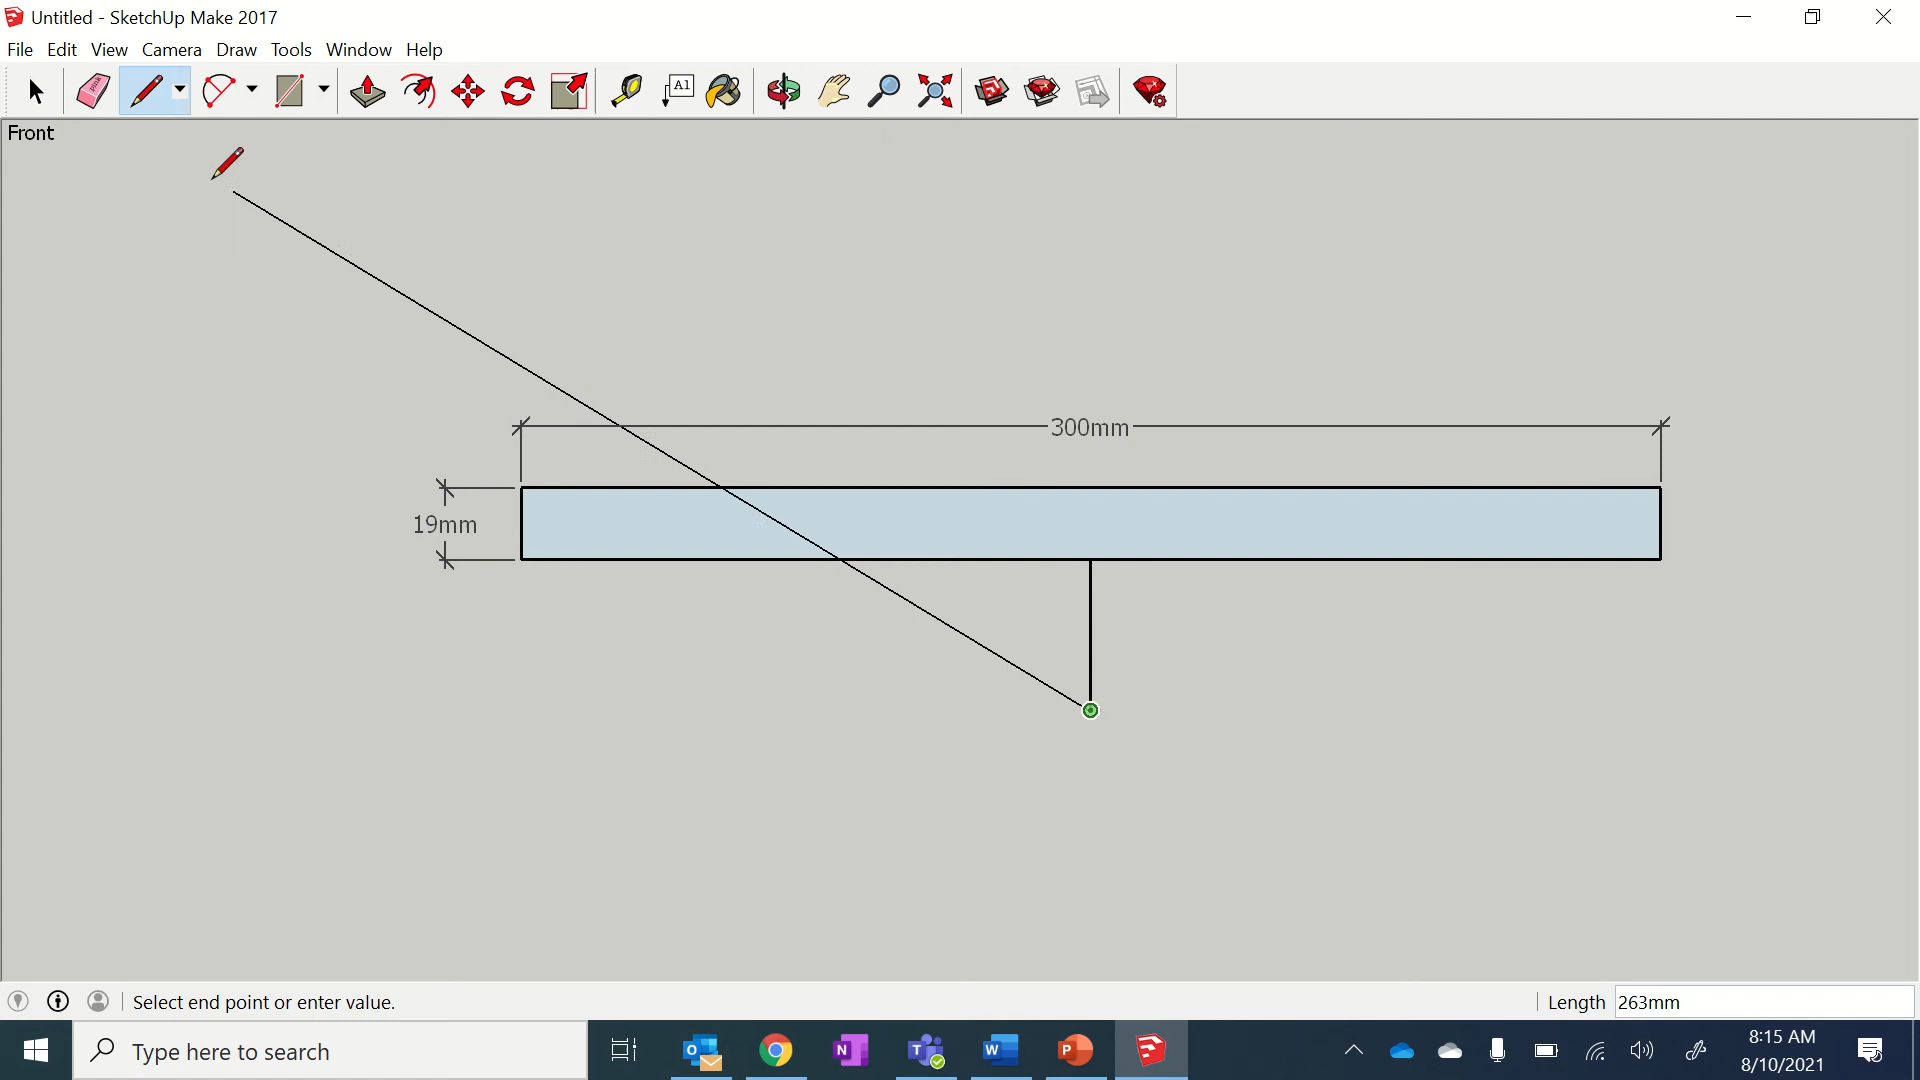 Untitled - SketchUp Make 2017
File Edit View Camera Draw Tools Window Help
A1
Front
300mm
19mm
Select end point or enter value.
Length 263mm
Type here to search
8:15 AM
8/10/2021